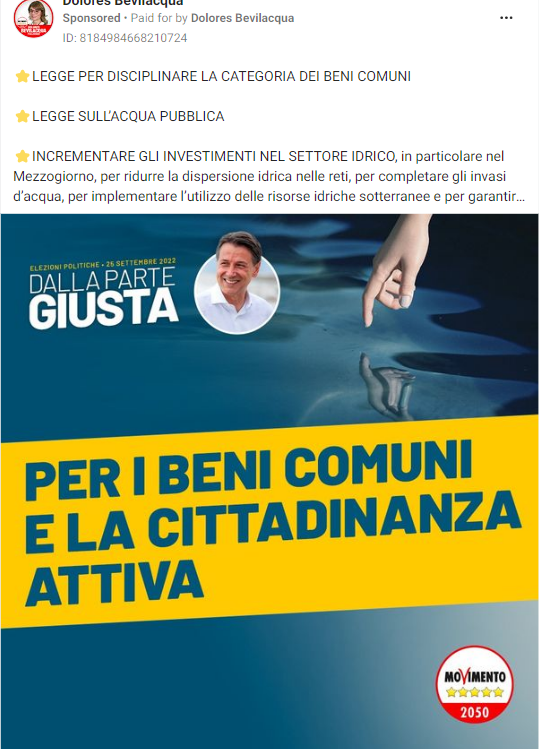 Dolores Bevilacqua
Sponsored • Paid for by Dolores Bevilacqua
ID: 8184984668210724
⭐LEGGE PER DISCIPLINARE LA CATEGORIA DEI BENI COMUNI
⭐LEGGE SULL'ACQUA PUBBLICA
⭐INCREMENTARE GLI INVESTIMENTI NEL SETTORE IDRICO, in particolare nel
Mezzogiorno, per ridurre la dispersione idrica nelle reti, per completare gli invasi
d'acqua, per implementare l'utilizzo delle risorse idriche sotterranee e per garantir...
ELEZIONI POLITICHE • 25 SETTEMBRE 2022
DALLA PARTE
GIUSTA
PER I BENI COMUNI
E LA CITTADINANZA
ATTIVA
MOVIMENTO
2050